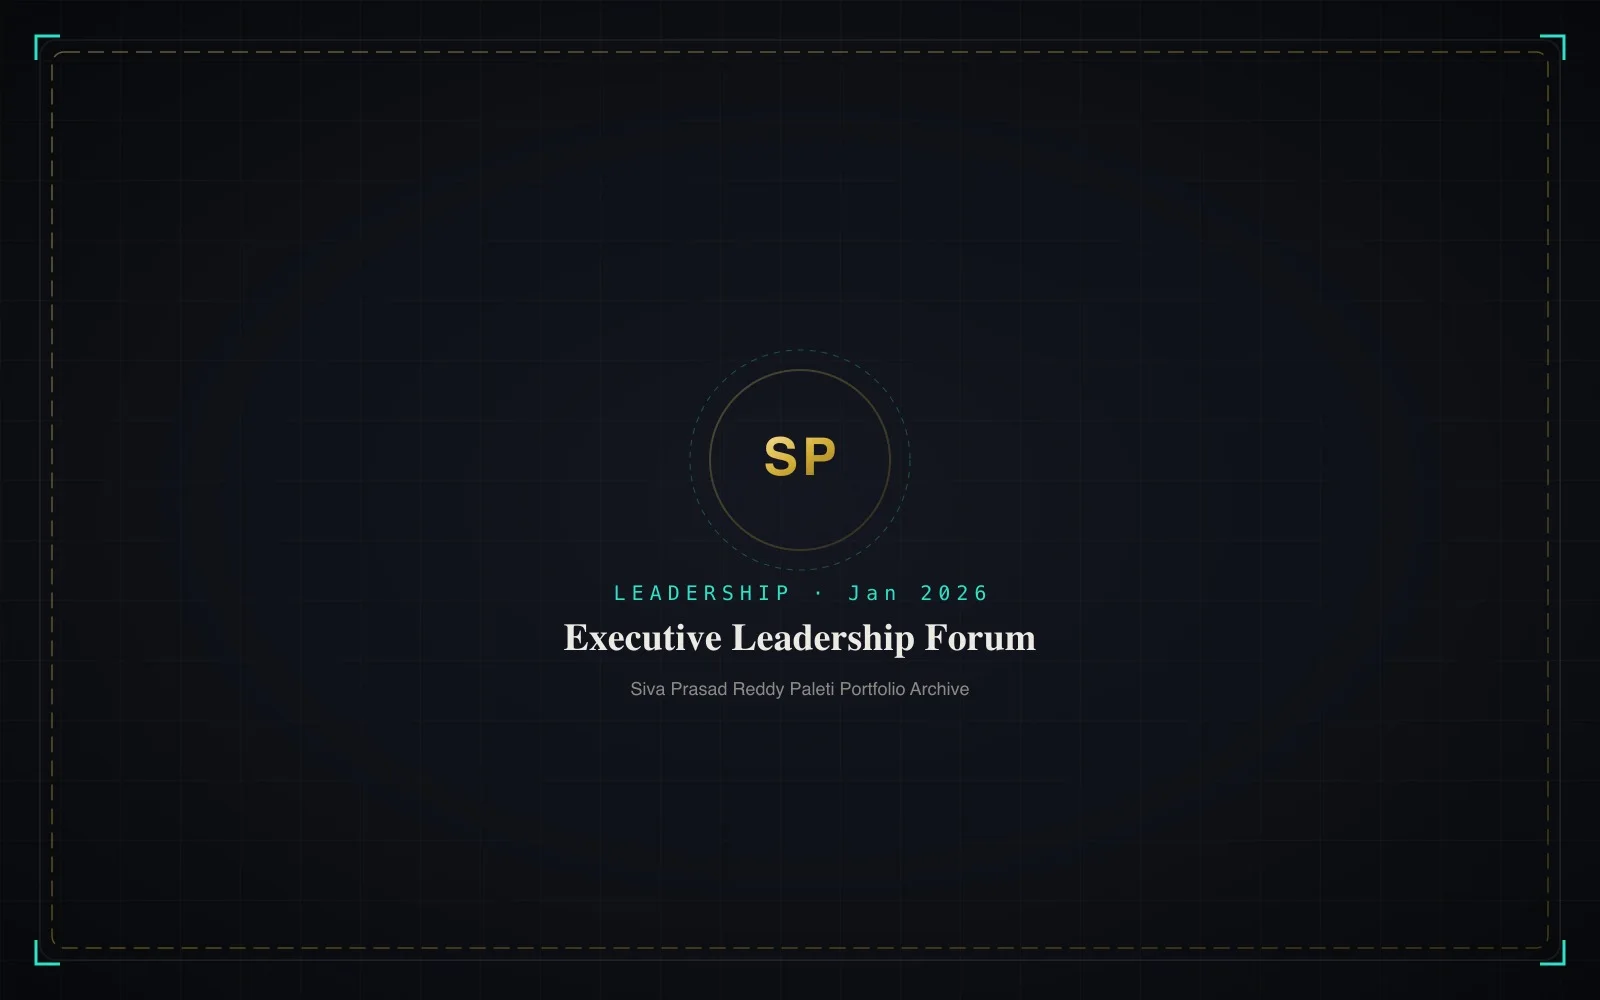 SP
LEADERSHIP · Jan 2026
Executive Leadership Forum
Siva Prasad Reddy Paleti Portfolio Archive